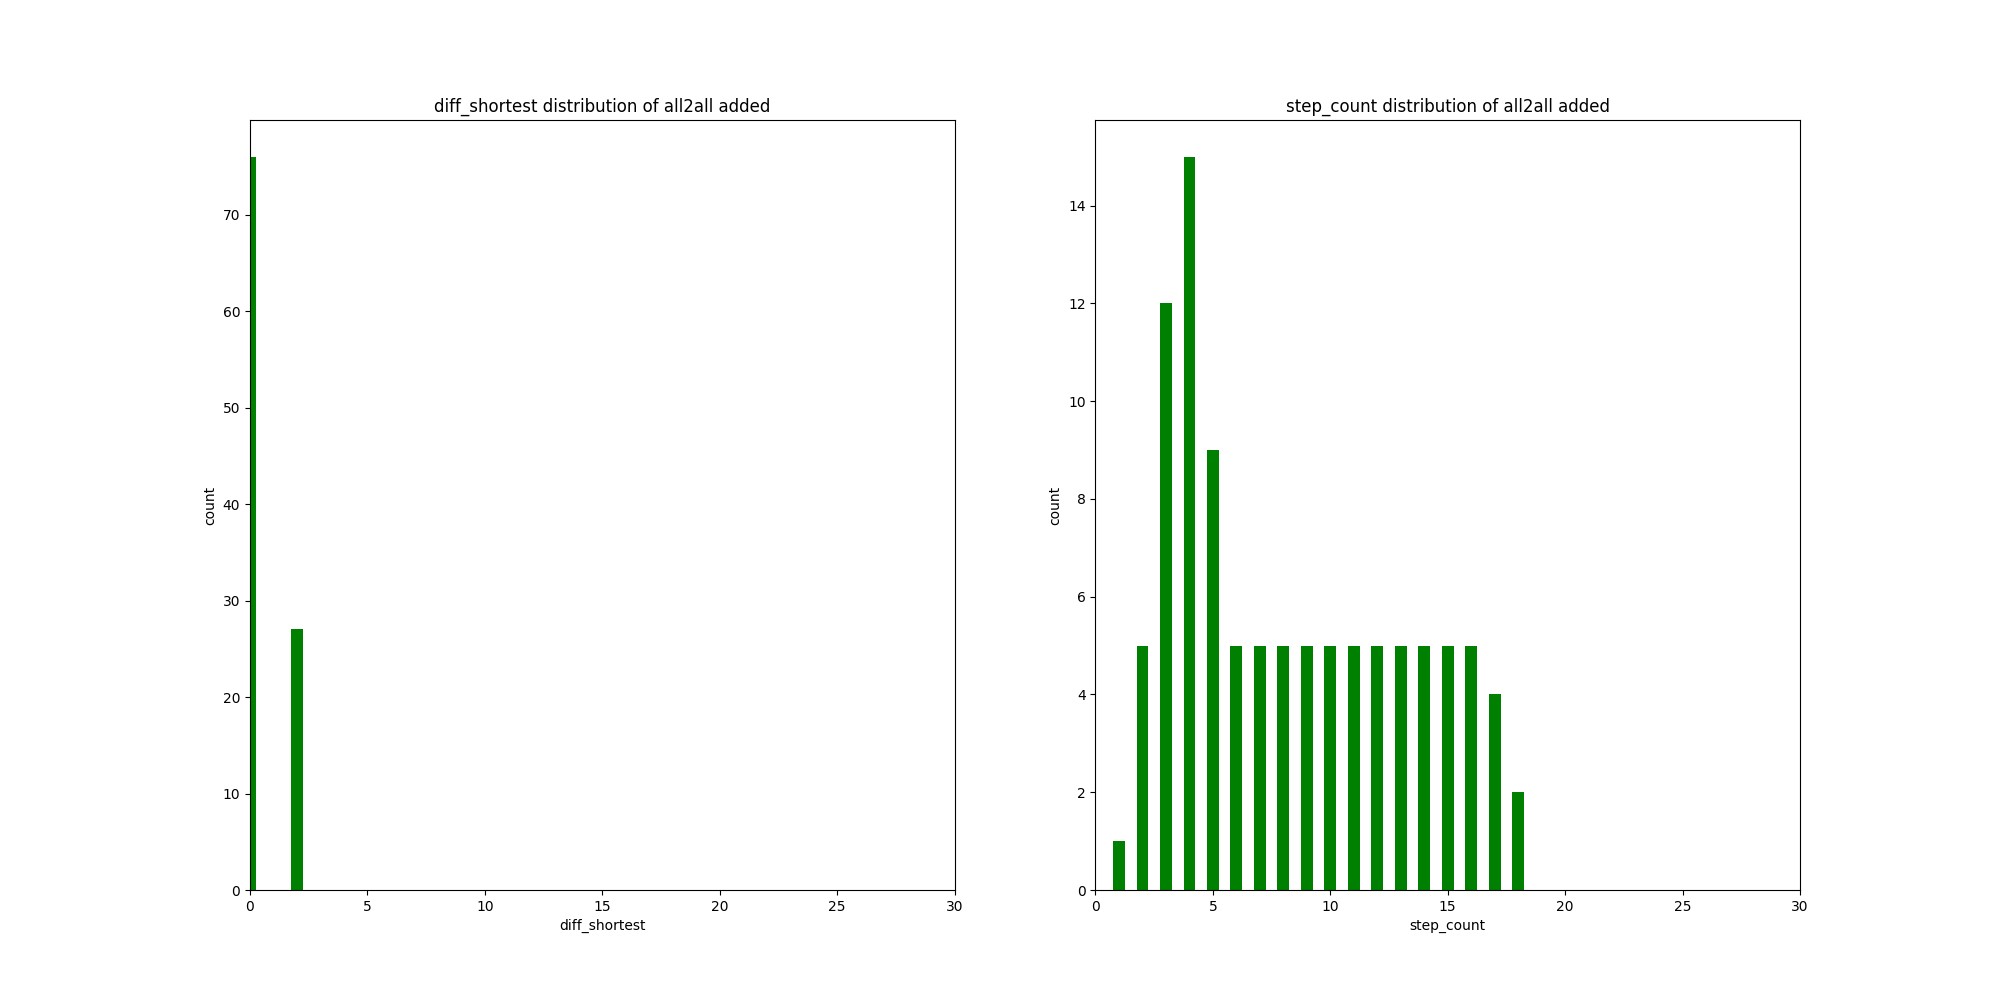 diff_shortest distribution of all2all added
count
70
60
50
40
30
20
10
0
0 5 10 15 20 25 30
diff_shortest
step_count distribution of all2all added
count
14
12
10
8
6
4
2
0
0 5 10 15 20 25 30
step_count